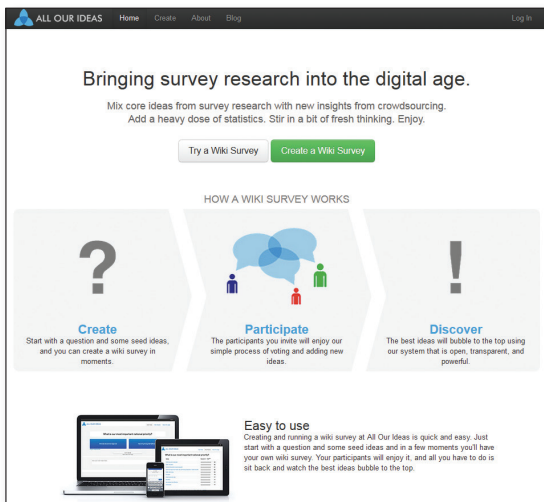 ALL OUR IDEAS Home Create About Blog Log In
Bringing survey research into the digital age.
Mix core ideas from survey research with new insights from crowdsourcing.
Add a heavy dose of statistics. Stir in a bit of fresh thinking. Enjoy.
Try a Wiki Survey Create a Wiki Survey
HOW A WIKI SURVEY WORKS
?
!
Create
Start with a question and some seed ideas,
and you can create a wiki survey in
moments.
Participate
The participants you invite will enjoy our
simple process of voting and adding new
ideas.
Discover
The best ideas will bubble to the top using
our system that is open, transparent, and
powerful.
Easy to use
Creating and running a wiki survey at All Our Ideas is quick and easy. Just
start with a question and some seed ideas and in a few moments you'll have
your own wiki survey. Your participants will enjoy it, and all you have to do is
sit back and watch the best ideas bubble to the top.